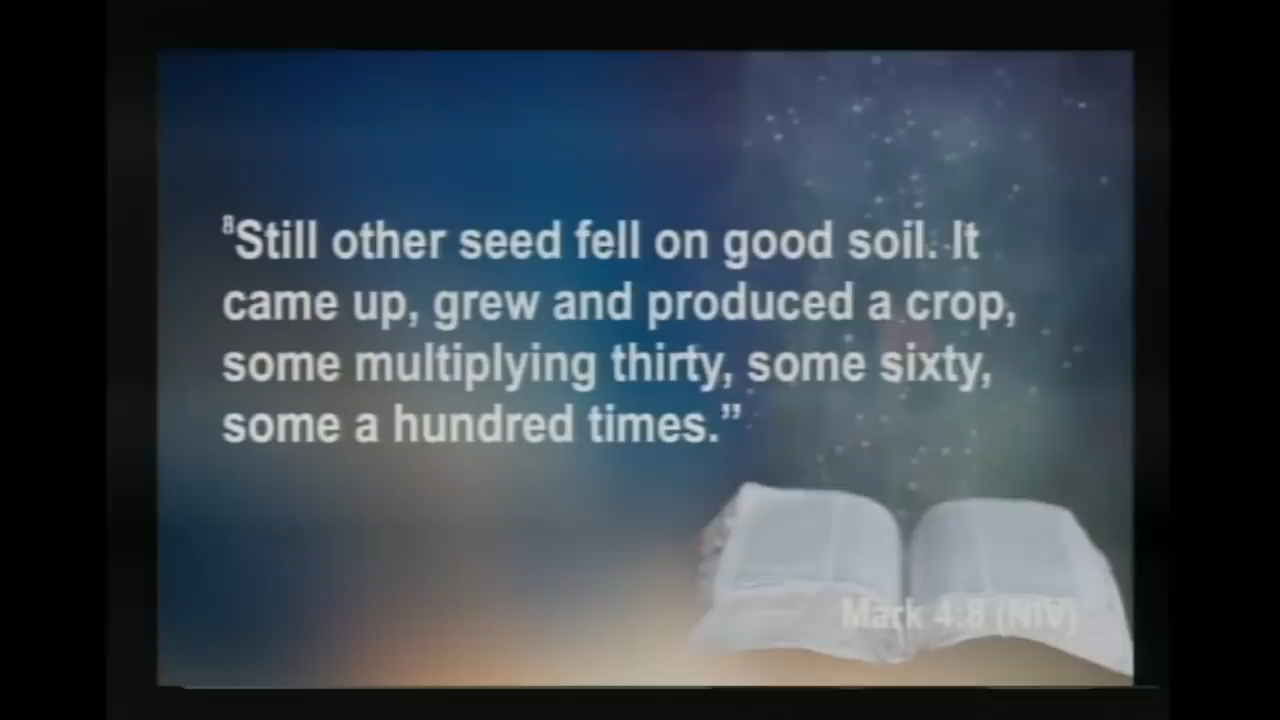 ⁸Still other seed fell on good soil. It
came up, grew and produced a crop,
some multiplying thirty, some sixty,
some a hundred times.”
Mark 4:8 (NIV)